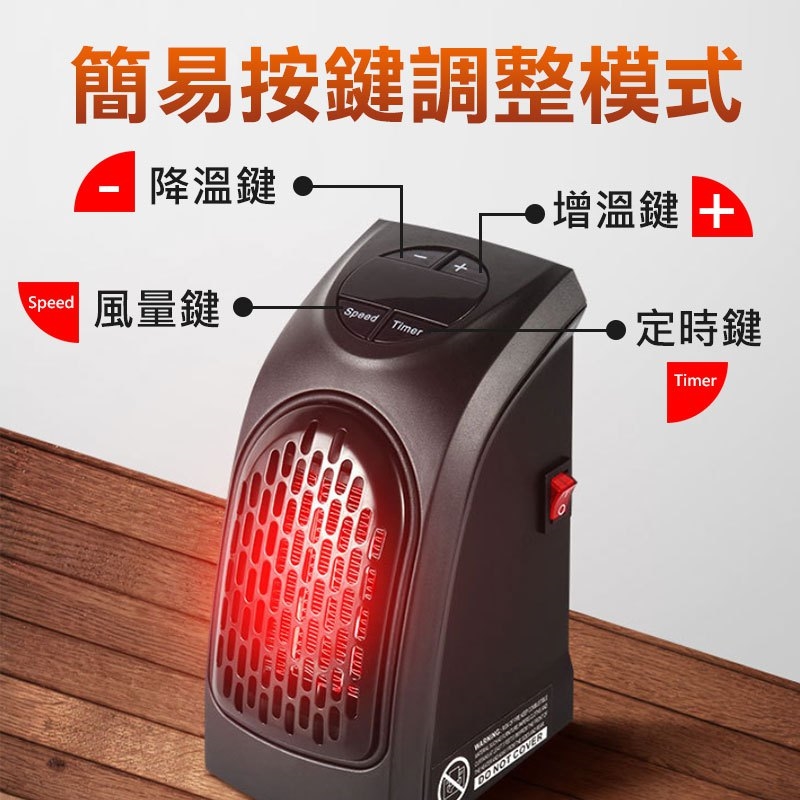 簡易按鍵調整模式
- 降溫鍵
增溫鍵 +
Speed 風量鍵
定時鍵
Timer
- +
Speed Timer
WARNING:
DO NOT COVER